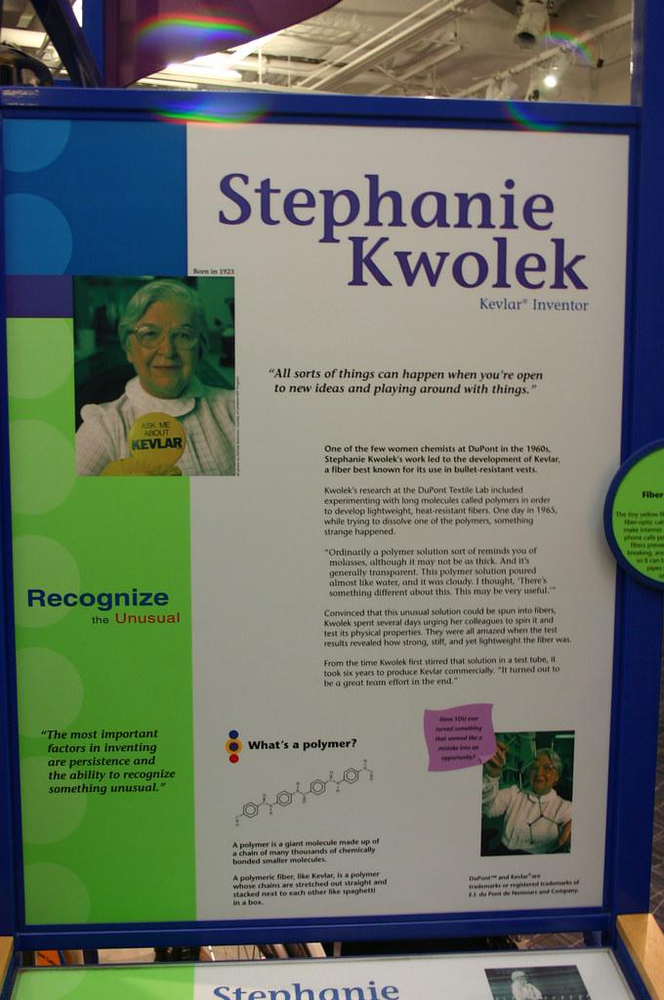 Stephanie
Kwolek
Kevlar® Inventor
Born in 1923
ASK ME
ABOUT
KEVLAR
"All sorts of things can happen when you're open
to new ideas and playing around with things."
One of the few women chemists at DuPont in the 1960s,
Stephanie Kwolek's work led to the development of Kevlar,
a fiber best known for its use in bullet-resistant vests.
Kwolek's research at the DuPont Textile Lab included
experimenting with long molecules called polymers in order
to develop lightweight, heat-resistant fibers. One day in 1965,
while trying to dissolve one of the polymers, something
strange happened.
"Ordinarily a polymer solution sort of reminds you of
molasses, although it may not be as thick. And it's
generally transparent. This polymer solution poured
almost like water, and it was cloudy. I thought, 'There's
something different about this. This may be very useful.'"
Convinced that this unusual solution could be spun into fibers,
Kwolek spent several days urging her colleagues to spin it and
test its physical properties. They were all amazed when the test
results revealed how strong, stiff, and yet lightweight the fiber was.
From the time Kwolek first stirred that solution in a test tube, it
took six years to produce Kevlar commercially. "It turned out to
be a great team effort in the end."
Recognize
the Unusual
"The most important
factors in inventing
are persistence and
the ability to recognize
something unusual."
What's a polymer?
A polymer is a giant molecule made up of
a chain of many thousands of chemically
bonded smaller molecules.
A polymeric fiber, like Kevlar, is a polymer
whose chains are stretched out straight and
stacked next to each other like spaghetti
in a box.
Have YOU ever
turned something
that seemed like a
mistake into an
opportunity?
DuPont™ and Kevlar® are
trademarks or registered trademarks of
E.I. du Pont de Nemours and Company.
Fiber
The tiny yellow
fiber-optic
make internet
phone calls
fibers
breaking, and
so it can
pipes
Stephanie